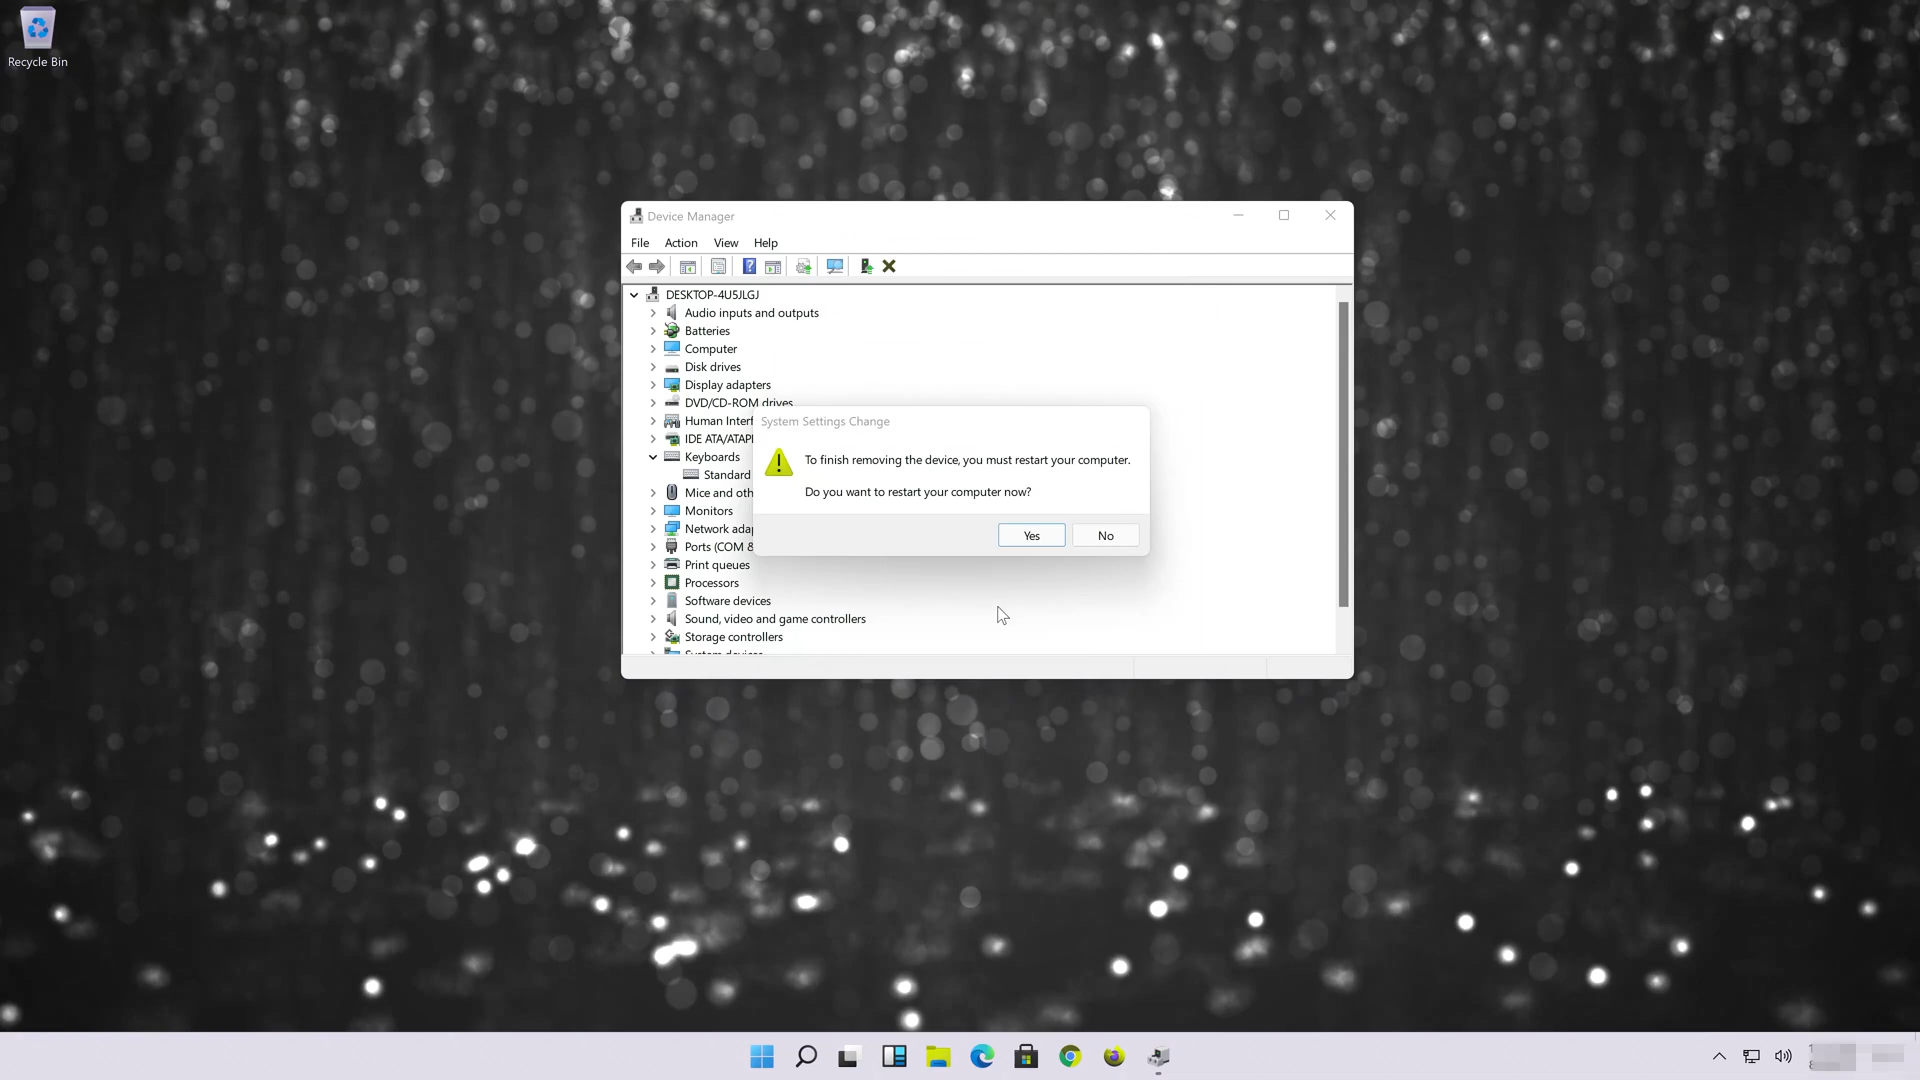 Recycle Bin
Device Manager
File Action View Help
DESKTOP-4U5JLGJ
Audio inputs and outputs
Batteries
Computer
Disk drives
Display adapters
DVD/CD-ROM drives
Human Interf
IDE ATA/ATAPI
Keyboards
Standard
Mice and oth
Monitors
Network adap
Ports (COM &
Print queues
Processors
Software devices
Sound, video and game controllers
Storage controllers
System devices
System Settings Change
To finish removing the device, you must restart your computer.
Do you want to restart your computer now?
Yes No